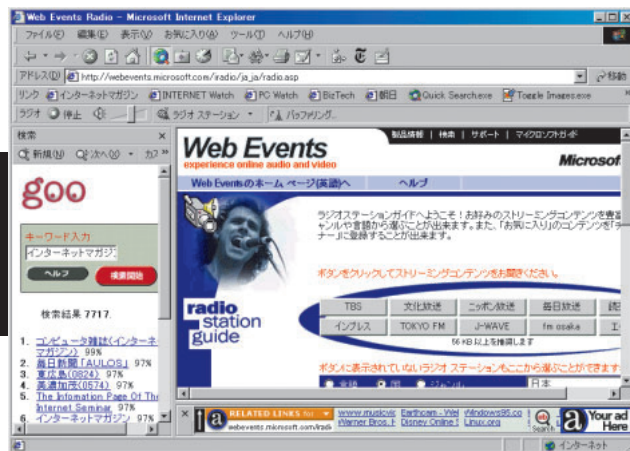 Web Events Radio - Microsoft Internet Explorer
ファイル(F) 編集(E) 表示(V) お気に入り(A) ツール(T) ヘルプ(H)
アドレス(D) http://webevents.microsoft.com/iradio/ja_ja/radio.asp 移動
リンク インターネットマガジン INTERNET Watch PC Watch BizTech 朝日 Quick Search.exe Toggle Images.exe
ラジオ 停止 ラジオ ステーション バッファリング..
検索
新規(N) 次へ(X) カス
goo
キーワード入力
インターネットマガジ
ヘルプ 検索開始
検索結果 7717.
1. コンピュータ雑誌(インターネ
マガジン) 99%
2. 毎日新聞「AULOS」 97%
3. 東広島(0824) 97%
4. 美濃加茂(0574) 97%
5. The Infomation Page Of The
Internet Seminar 97%
6. インターネットマガジン 97%
製品情報 | 検索 | サポート | マイクロソフトガイド
Web Events
experience online audio and video
Microsof
Web Eventsのホーム ページ(英語)へ ヘルプ
ラジオステーションガイドへようこそ!お好みのストリーミングコンテンツを豊富
ャンルや言語から選ぶことが出来ます。また、「お気に入り」のコンテンツを「チ
ナー」に登録することが出来ます。
ボタンをクリックしてストリーミングコンテンツをお聞きください。
radio
station
guide
TBS 文化放送 ニッポン放送 毎日放送
インプレス TOKYO FM J-WAVE fm osaka
56 KB 以上を推奨します
ボタンに表示されていないラジオ ステーションもここから選ぶことができます
言語 国 ジャンル 日本
RELATED LINKS for
webevents.microsoft.com/iradi
www.musicvic Earthcam - Wel Windows95.co
Warner Bros. H Disney Online ! Linux.org
Search
Your ad
Here
インターネット